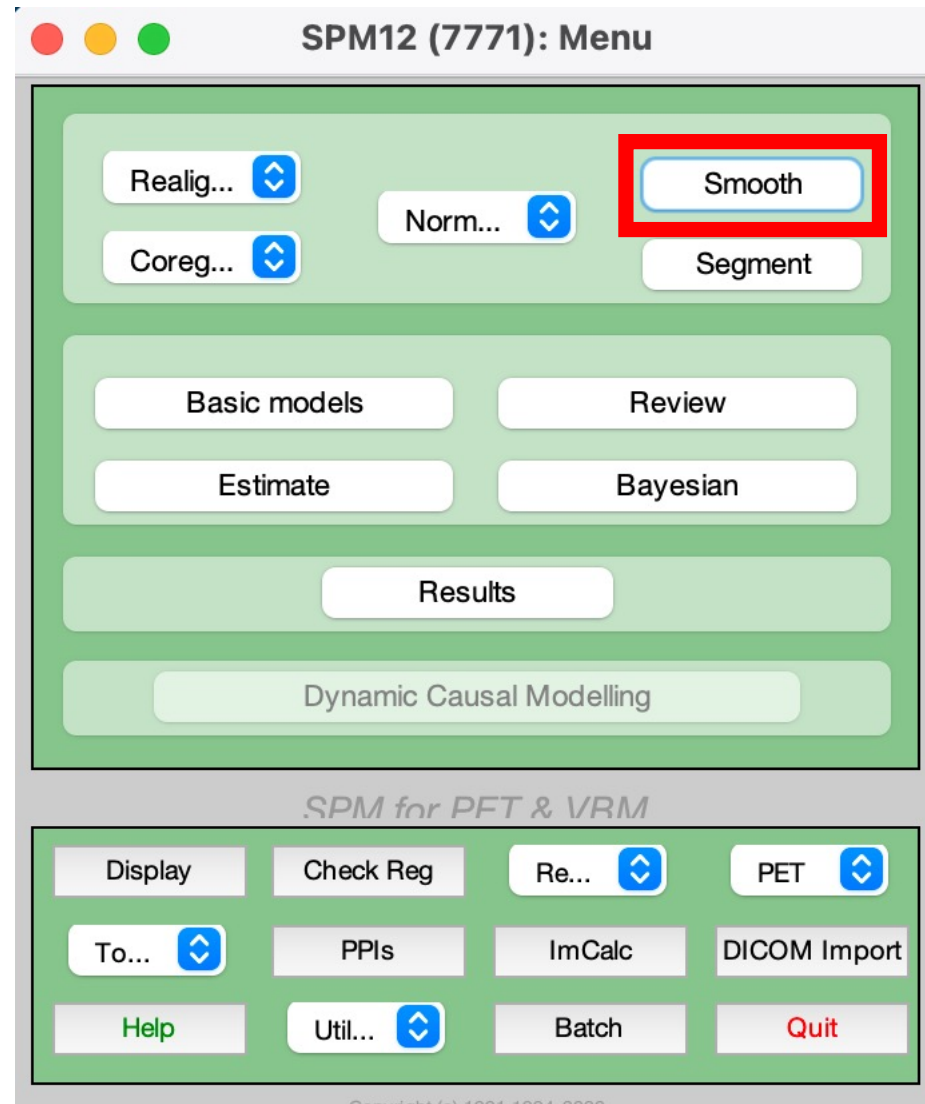 SPM12 (7771): Menu
Realig...
Smooth
Norm...
Coreg...
Segment
Basic models
Review
Estimate
Bayesian
Results
Dynamic Causal Modelling
SPM for PET & VBM
Display
Check Reg
Re...
PET
To...
PPIs
ImCalc
DICOM Import
Help
Util...
Batch
Quit